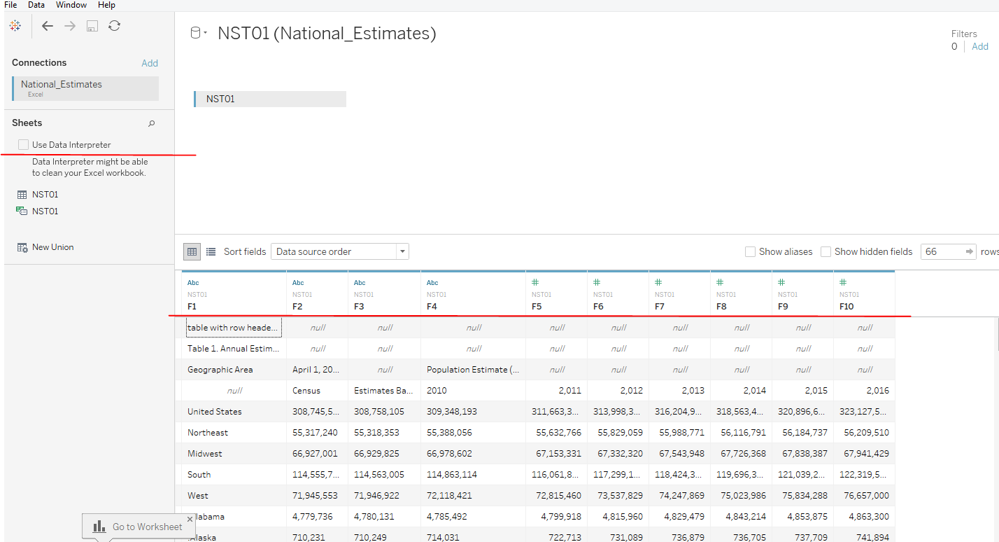 File Data Window Help
NST01 (National_Estimates)
Filters
0 Add
Connections Add
National_Estimates
Excel
NST01
Sheets
Use Data Interpreter
Data Interpreter might be able
to clean your Excel workbook.
NST01
NST01
New Union
Sort fields Data source order Show aliases Show hidden fields 66 rows
Abc Abc Abc Abc # # # # # #
NST01 NST01 NST01 NST01 NST01 NST01 NST01 NST01 NST01 NST01
F1 F2 F3 F4 F5 F6 F7 F8 F9 F10
table with row heade... null null null null null null null null null
Table 1. Annual Estim... null null null null null null null null null
Geographic Area April 1, 20... null Population Estimate (... null null null null null null
null Census Estimates Ba... 2010 2,011 2,012 2,013 2,014 2,015 2,016
United States 308,745,5... 308,758,105 309,348,193 311,663,3... 313,998,3... 316,204,9... 318,563,4... 320,896,6... 323,127,5...
Northeast 55,317,240 55,318,353 55,388,056 55,632,766 55,829,059 55,988,771 56,116,791 56,184,737 56,209,510
Midwest 66,927,001 66,929,825 66,978,602 67,153,331 67,332,320 67,543,948 67,726,368 67,838,387 67,941,429
South 114,555,7... 114,563,005 114,863,114 116,061,8... 117,299,1... 118,424,3... 119,696,3... 121,039,2... 122,319,5...
West 71,945,553 71,946,922 72,118,421 72,815,460 73,537,829 74,247,869 75,023,986 75,834,288 76,657,000
labama 4,779,736 4,780,131 4,785,492 4,799,918 4,815,960 4,829,479 4,843,214 4,853,875 4,863,300
Go to Worksheet
Alaska 710,231 710,249 714,031 722,713 731,089 736,879 736,705 737,709 741,894